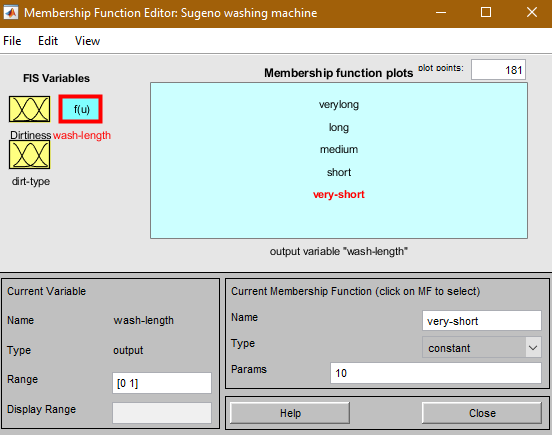 Membership Function Editor: Sugeno washing machine
File Edit View
FIS Variables
Membership function plots
plot points: 181
f(u)
Dirtiness wash-length
dirt-type
verylong
long
medium
short
very-short
output variable "wash-length"
Current Variable
Name wash-length
Type output
Range [0 1]
Display Range
Current Membership Function (click on MF to select)
Name very-short
Type constant
Params 10
Help Close